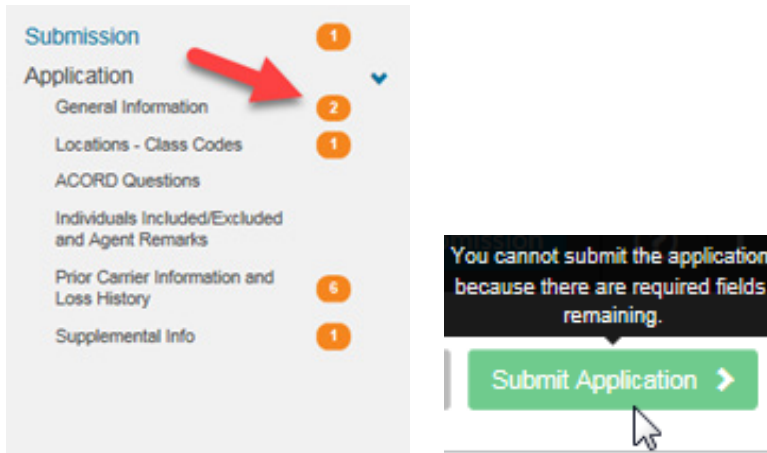 Submission 1
Application
General Information 2
Locations - Class Codes 1
ACORD Questions
Individuals Included/Excluded
and Agent Remarks
Prior Carrier Information and
Loss History 6
Supplemental Info 1
You cannot submit the application
because there are required fields
remaining.
Submit Application